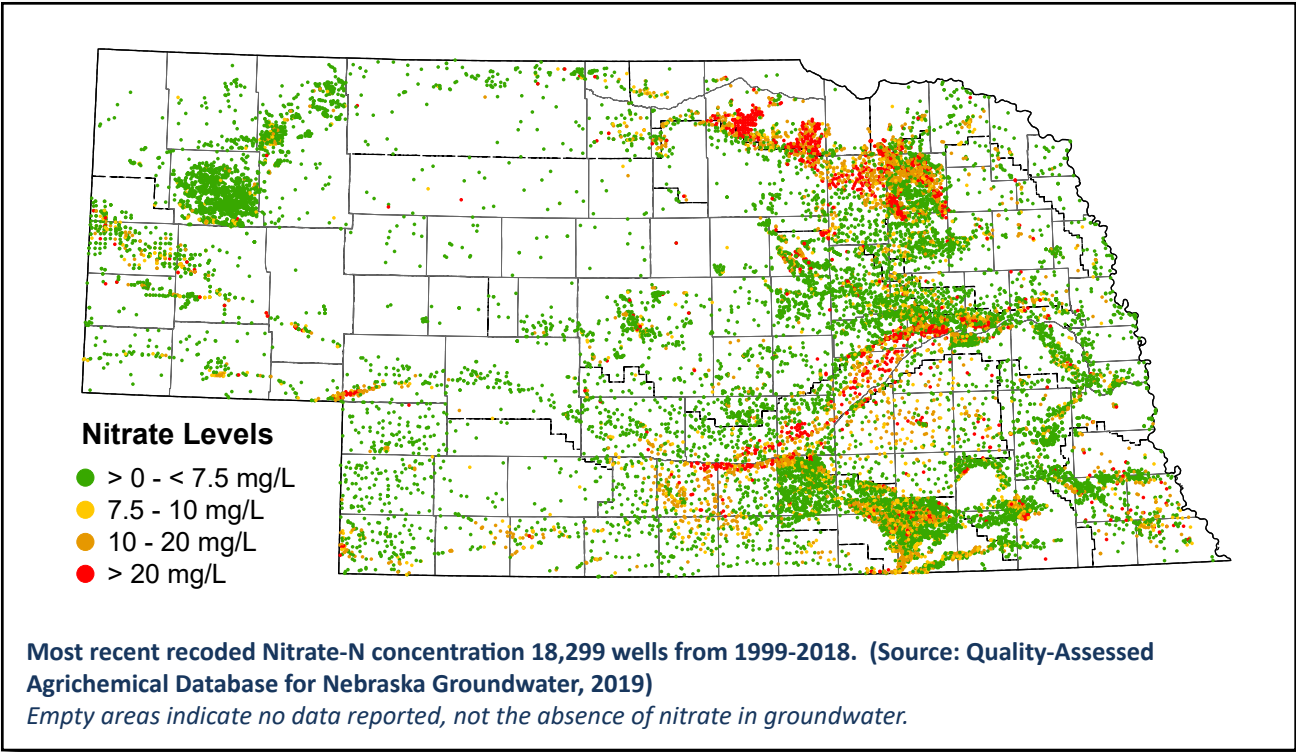 Nitrate Levels
> 0 - < 7.5 mg/L
7.5 - 10 mg/L
10 - 20 mg/L
> 20 mg/L
Most recent recoded Nitrate-N concentration 18,299 wells from 1999-2018. (Source: Quality-Assessed
Agrichemical Database for Nebraska Groundwater, 2019)
Empty areas indicate no data reported, not the absence of nitrate in groundwater.